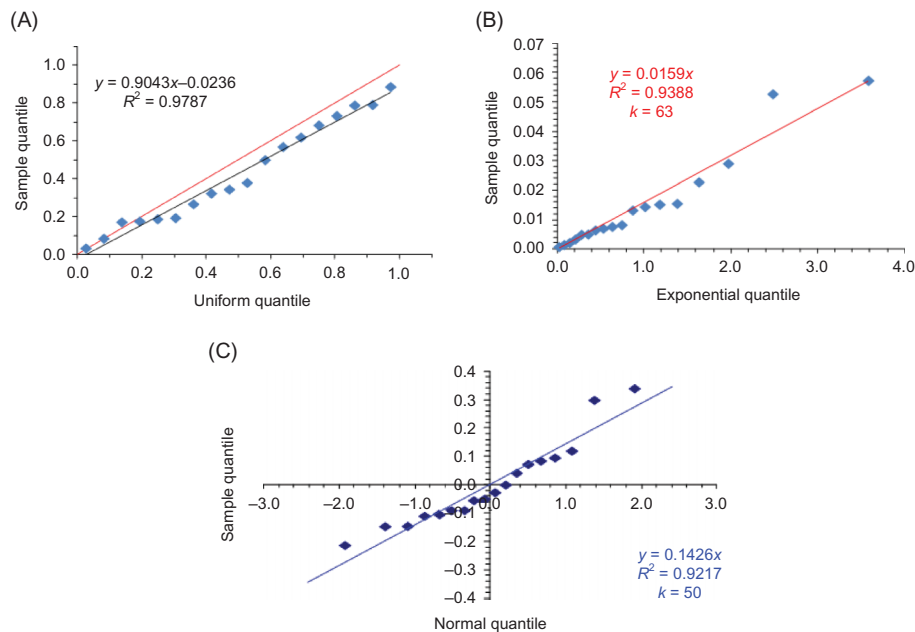 (A)
y = 0.9043x–0.0236
R² = 0.9787
Sample quantile
1.0
0.8
0.6
0.4
0.2
0.0
0.0 0.2 0.4 0.6 0.8 1.0
Uniform quantile
(B)
y = 0.0159x
R² = 0.9388
k = 63
Sample quantile
0.07
0.06
0.05
0.04
0.03
0.02
0.01
0.00
0.0 1.0 2.0 3.0 4.0
Exponential quantile
(C)
Sample quantile
0.4
0.3
0.2
0.1
0.0
–0.1
–0.2
–0.3
–0.4
–3.0 –2.0 –1.0 0.0 1.0 2.0 3.0
y = 0.1426x
R² = 0.9217
k = 50
Normal quantile